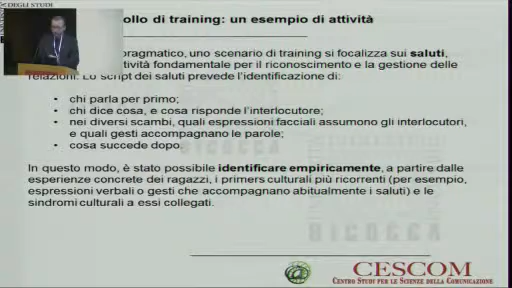 DEGLI STUDI
ollo di training: un esempio di attività
pragmatico, uno scenario di training si focalizza sui saluti,
tività fondamentale per il riconoscimento e la gestione delle
relazioni. Lo script dei saluti prevede l'identificazione di:
• chi parla per primo;
• chi dice cosa, e cosa risponde l'interlocutore;
• nei diversi scambi, quali espressioni facciali assumono gli interlocutori,
e quali gesti accompagnano le parole;
• cosa succede dopo.
In questo modo, è stato possibile identificare empiricamente, a partire dalle
esperienze concrete dei ragazzi, i primers culturali più ricorrenti (per esempio,
espressioni verbali o gesti che accompagnano abitualmente i saluti) e le
sindromi culturali a essi collegati.
BICOCCA
CESCOM
CENTRO STUDI PER LE SCIENZE DELLA COMUNICAZIONE